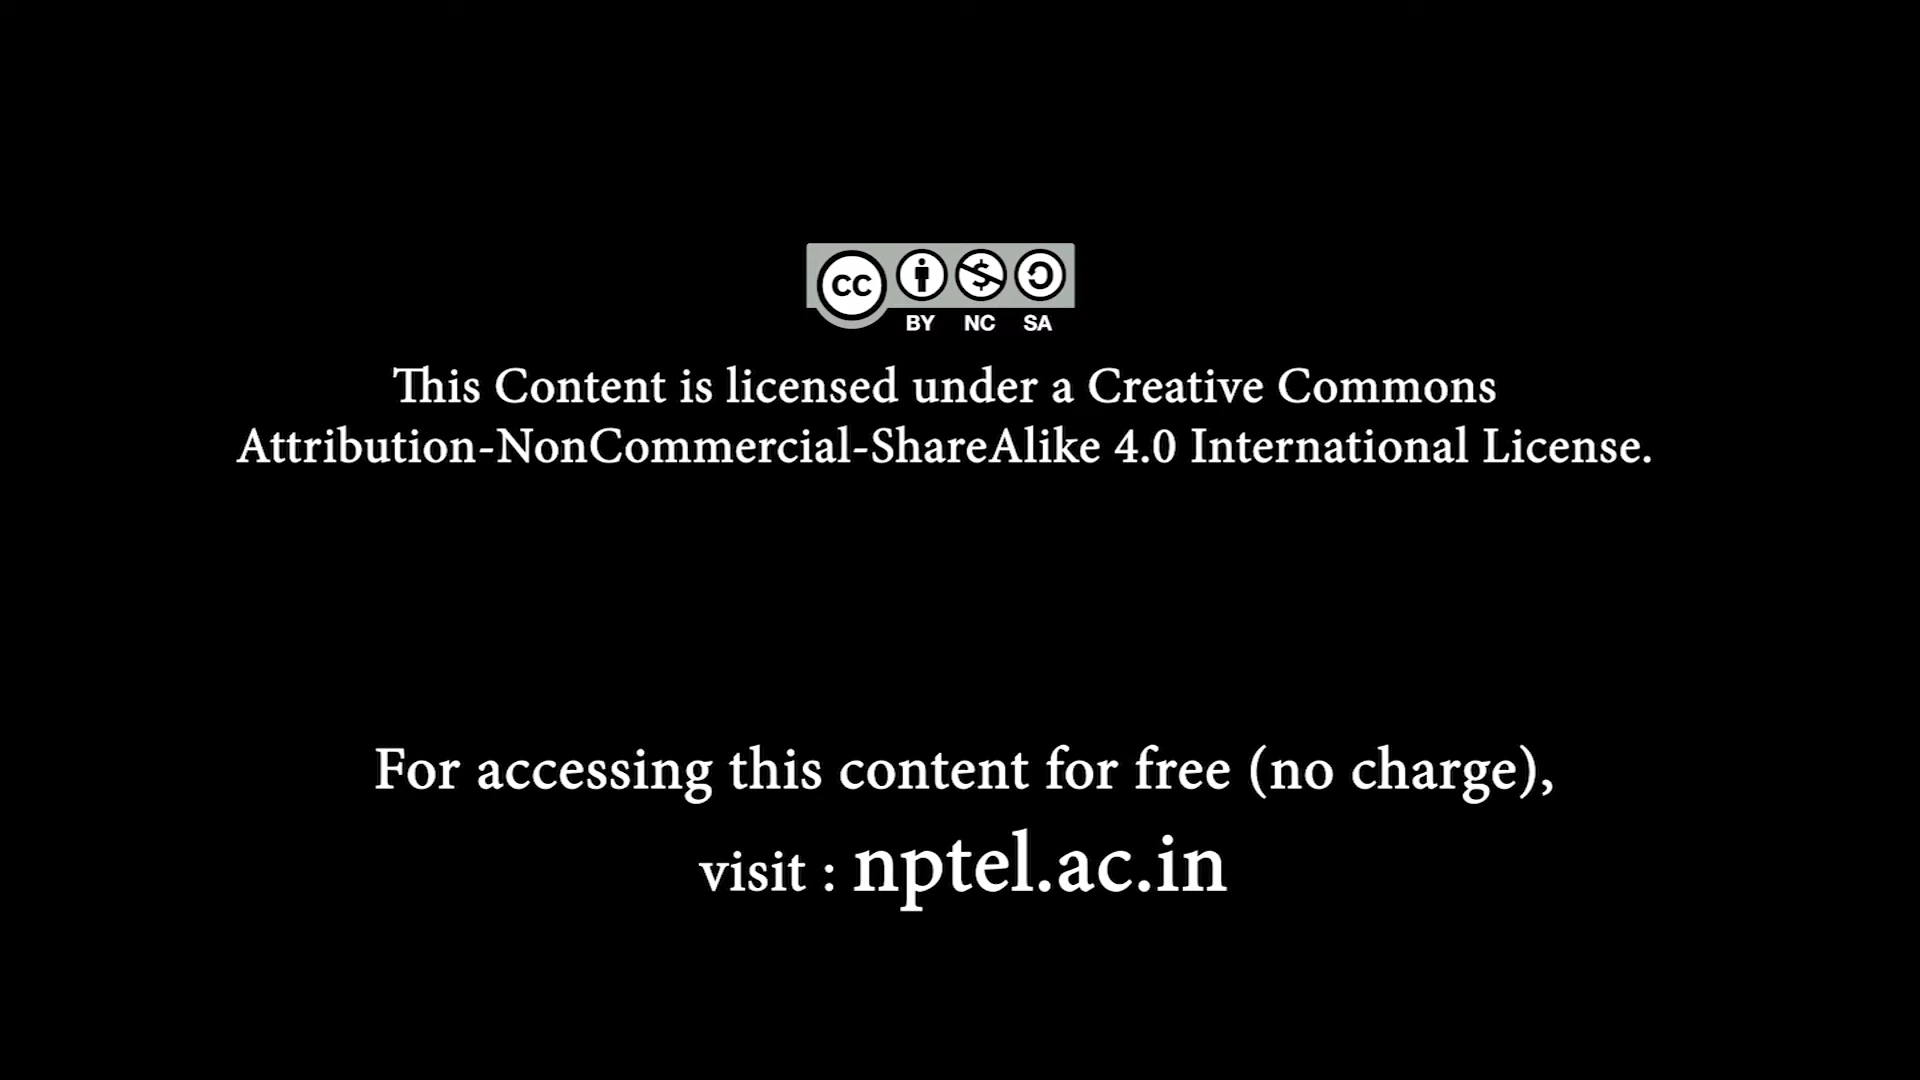 CC BY NC SA
This Content is licensed under a Creative Commons
Attribution-NonCommercial-ShareAlike 4.0 International License.
For accessing this content for free (no charge),
visit : nptel.ac.in